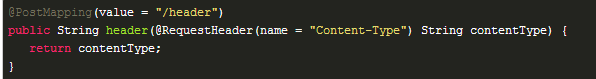 @PostMapping(value = "/header")
public String header(@RequestHeader(name = "Content-Type") String contentType) {
   return contentType;
}